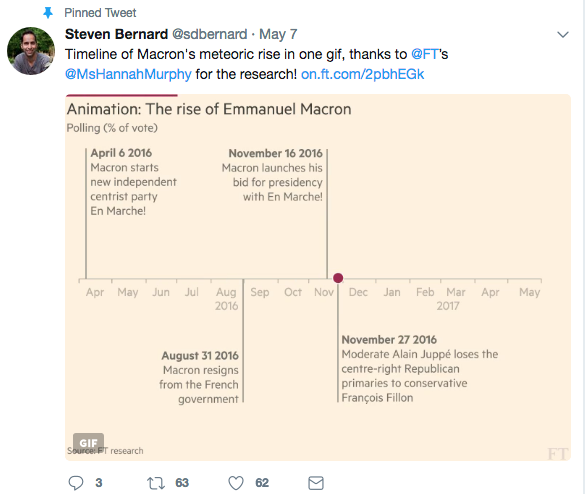 Pinned Tweet
Steven Bernard @sdbernard · May 7
Timeline of Macron's meteoric rise in one gif, thanks to @FT's
@MsHannahMurphy for the research! on.ft.com/2pbhEGk
Animation: The rise of Emmanuel Macron
Polling (% of vote)
April 6 2016
Macron starts
new independent
centrist party
En Marche!
November 16 2016
Macron launches his
bid for presidency
with En Marche!
Apr May Jun Jul Aug Sep Oct Nov Dec Jan Feb Mar Apr May
2016 2017
August 31 2016
Macron resigns
from the French
government
November 27 2016
Moderate Alain Juppé loses the
centre-right Republican
primaries to conservative
François Fillon
GIF
Source: FT research
FT
3 63 62